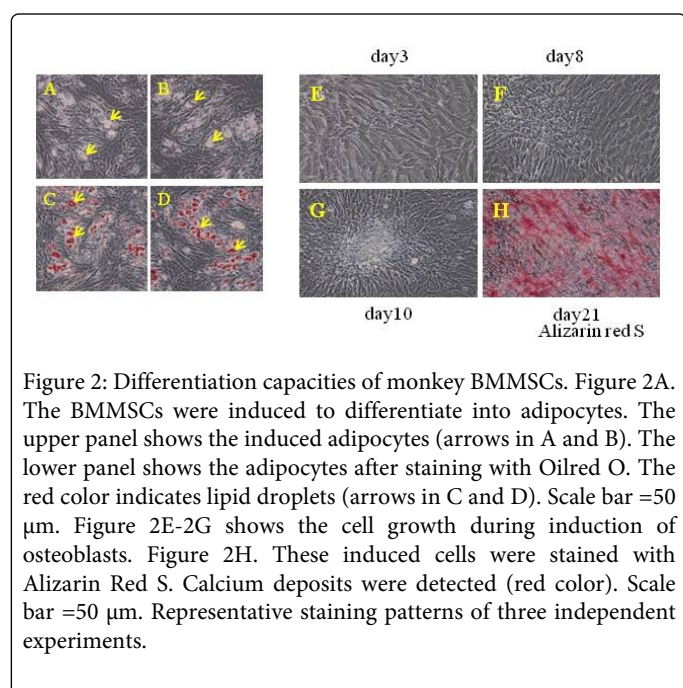 day3 day8
A B E F
C D G H
day10 day21
Alizarin red S
Figure 2: Differentiation capacities of monkey BMMSCs. Figure 2A.
The BMMSCs were induced to differentiate into adipocytes. The
upper panel shows the induced adipocytes (arrows in A and B). The
lower panel shows the adipocytes after staining with Oilred O. The
red color indicates lipid droplets (arrows in C and D). Scale bar =50
μm. Figure 2E-2G shows the cell growth during induction of
osteoblasts. Figure 2H. These induced cells were stained with
Alizarin Red S. Calcium deposits were detected (red color). Scale
bar =50 μm. Representative staining patterns of three independent
experiments.